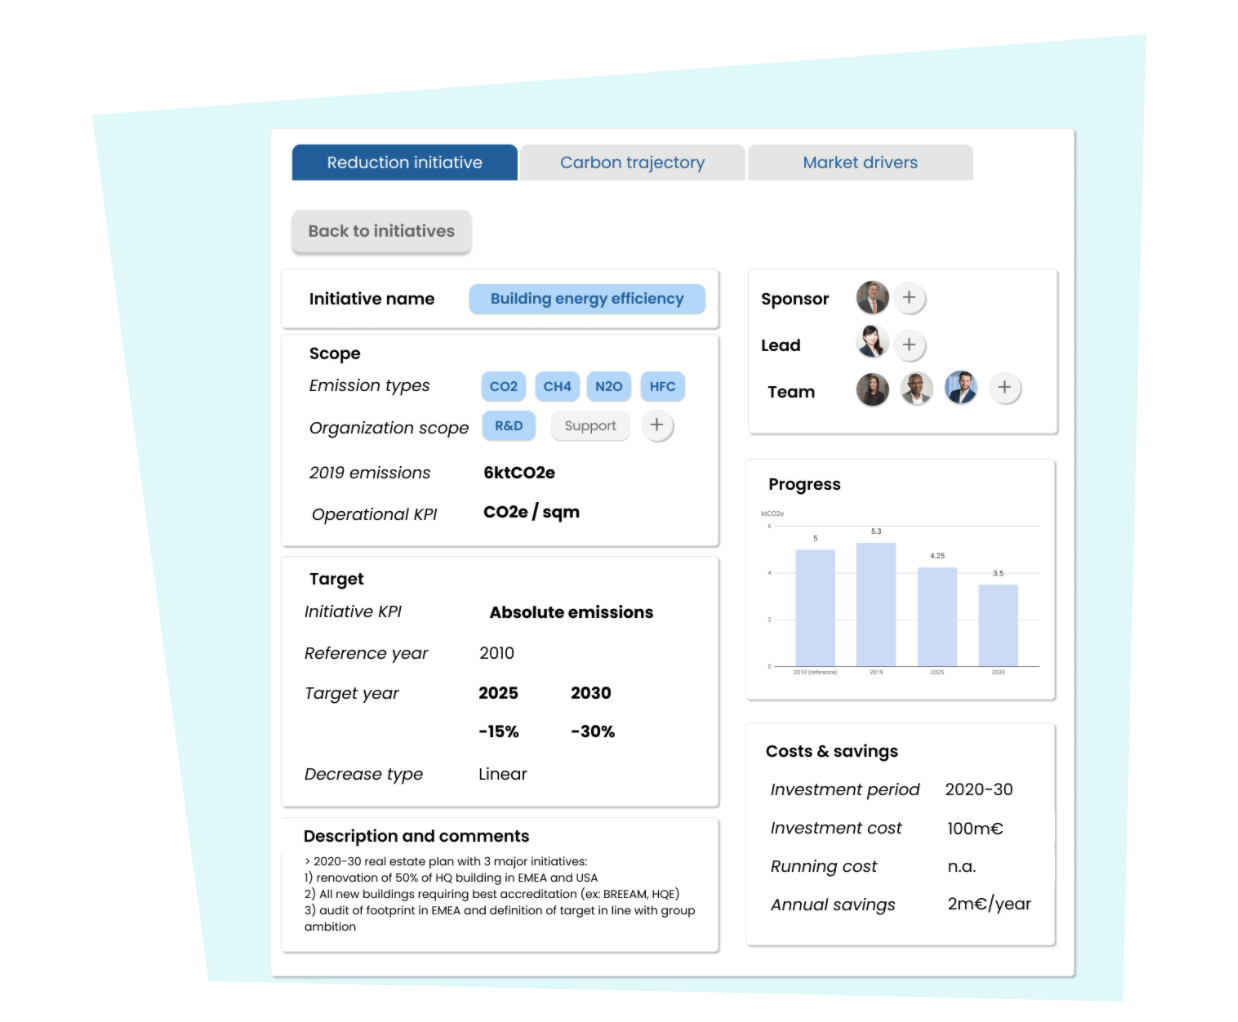 Reduction initiative
Carbon trajectory
Market drivers
Back to initiatives
Initiative name
Building energy efficiency
Scope
Emission types
CO2
CH4
N2O
HFC
Organization scope
R&D
Support
+
2019 emissions
6ktCO2e
Operational KPI
CO2e / sqm
Target
Initiative KPI
Absolute emissions
Reference year
2010
Target year
2025
2030
-15%
-30%
Decrease type
Linear
Description and comments
> 2020-30 real estate plan with 3 major initiatives:
1) renovation of 50% of HQ building in EMEA and USA
2) All new buildings requiring best accreditation (ex: BREEAM, HQE)
3) audit of footprint in EMEA and definition of target in line with group
ambition
Sponsor
+
Lead
+
Team
+
Progress
ktCO2e
6
4
2
0
5
5.3
4.25
3.5
2010 (reference)
2019
2025
2030
Costs & savings
Investment period
2020-30
Investment cost
100m€
Running cost
n.a.
Annual savings
2m€/year